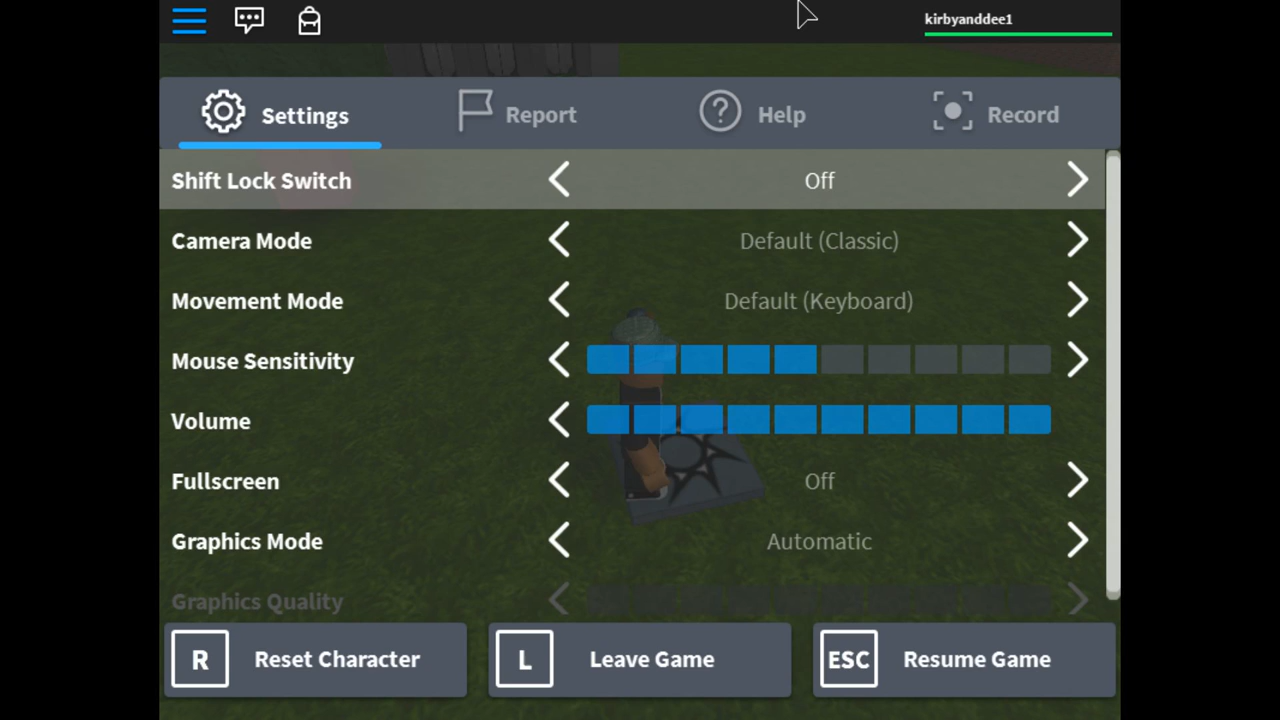 kirbyanddee1
Settings Report Help Record
Shift Lock Switch Off
Camera Mode Default (Classic)
Movement Mode Default (Keyboard)
Mouse Sensitivity
Volume
Fullscreen Off
Graphics Mode Automatic
Graphics Quality
R Reset Character L Leave Game ESC Resume Game